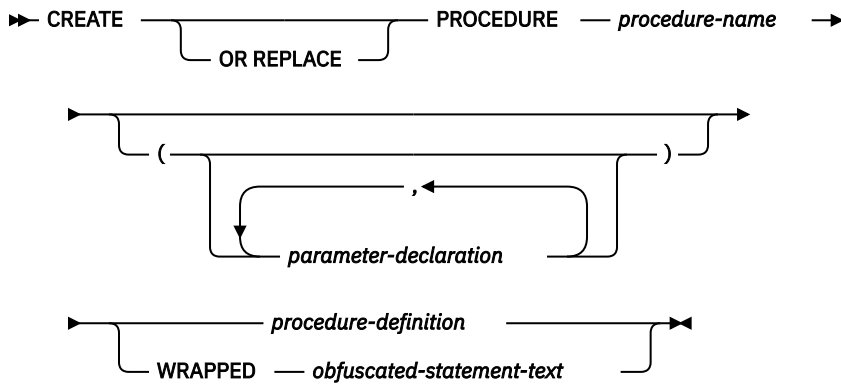 CREATE PROCEDURE procedure-name
OR REPLACE
( )
,
parameter-declaration
procedure-definition
WRAPPED obfuscated-statement-text